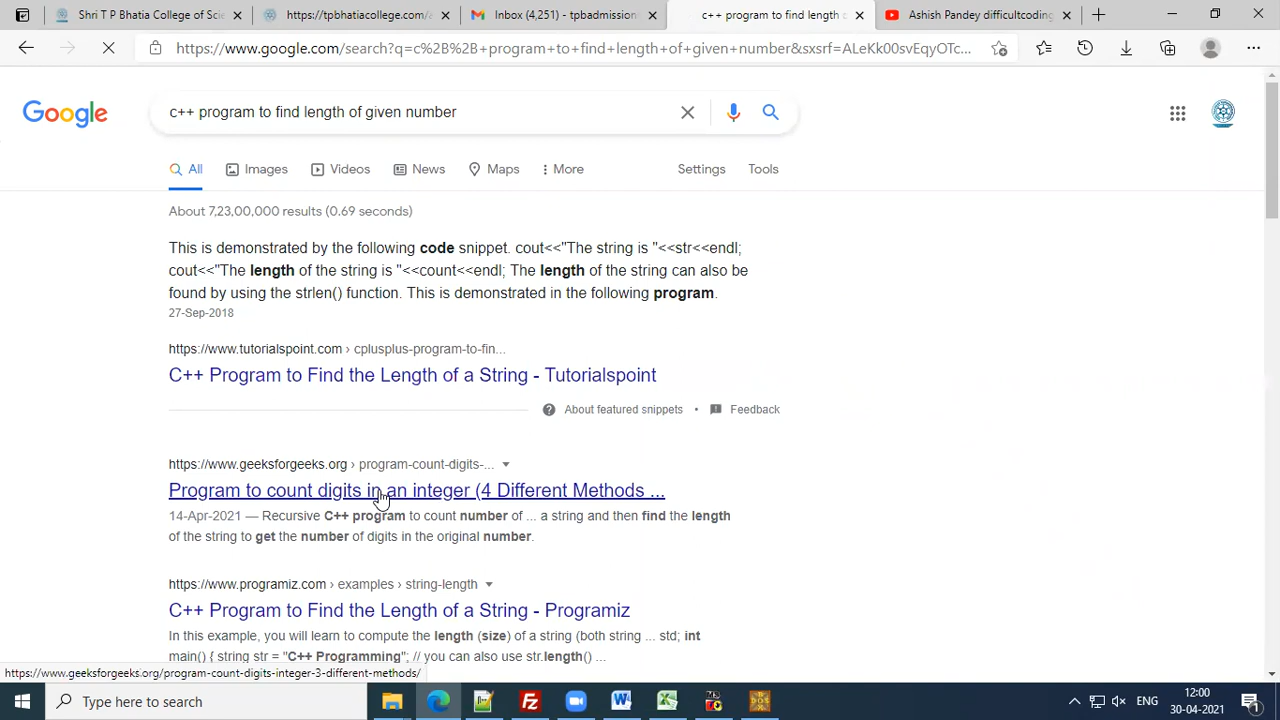 Shri T P Bhatia College of Scie
https://tpbhatiacollege.com/a
Inbox (4,251) - tpbadmission
c++ program to find length o
Ashish Pandey difficultcoding
https://www.google.com/search?q=c%2B%2B+program+to+find+length+of+given+number&sxsrf=ALeKk00svEqyOTc...
Google
c++ program to find length of given number
All
Images
Videos
News
Maps
More
Settings
Tools
About 7,23,00,000 results (0.69 seconds)
This is demonstrated by the following code snippet. cout<<"The string is "<<str<<endl;
cout<<"The length of the string is "<<count<<endl; The length of the string can also be
found by using the strlen() function. This is demonstrated in the following program.
27-Sep-2018
https://www.tutorialspoint.com › cplusplus-program-to-fin...
C++ Program to Find the Length of a String - Tutorialspoint
About featured snippets • Feedback
https://www.geeksforgeeks.org › program-count-digits-...
Program to count digits in an integer (4 Different Methods ...
14-Apr-2021 — Recursive C++ program to count number of ... a string and then find the length
of the string to get the number of digits in the original number.
https://www.programiz.com › examples › string-length
C++ Program to Find the Length of a String - Programiz
In this example, you will learn to compute the length (size) of a string (both string ... std; int
main() { string str = "C++ Programming"; // you can also use str.length() ...
https://www.geeksforgeeks.org/program-count-digits-integer-3-different-methods/
Type here to search
ENG
12:00
30-04-2021
1